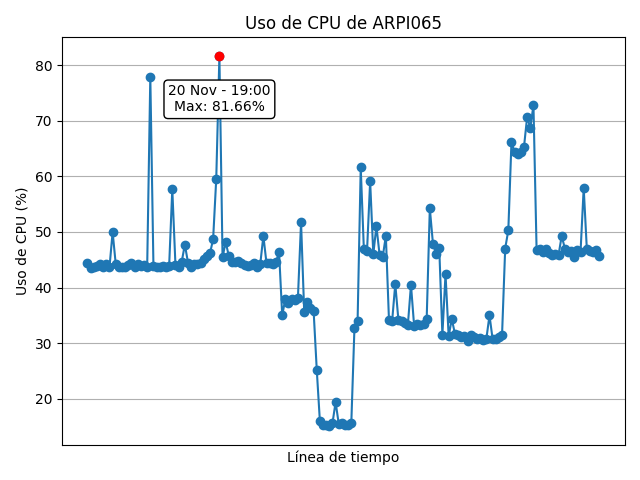 Uso de CPU de ARPI065
Uso de CPU (%)
80
70
60
50
40
30
20
20 Nov - 19:00
Max: 81.66%
Línea de tiempo